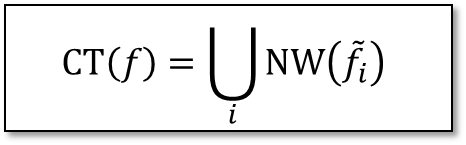 CT(𝑓) = ⋃ᵢ NW(𝑓̃ᵢ)